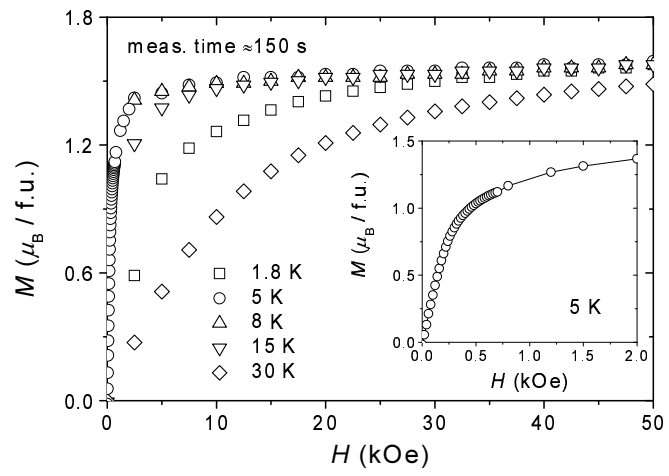 meas. time ≈150 s
M (μB / f.u.)
1.8
1.2
0.6
0.0
0 10 20 30 40 50
H (kOe)
1.8 K
5 K
8 K
15 K
30 K
M (μB / f.u.)
1.5
1.0
0.5
0.0
0.0 0.5 1.0 1.5 2.0
H (kOe)
5 K